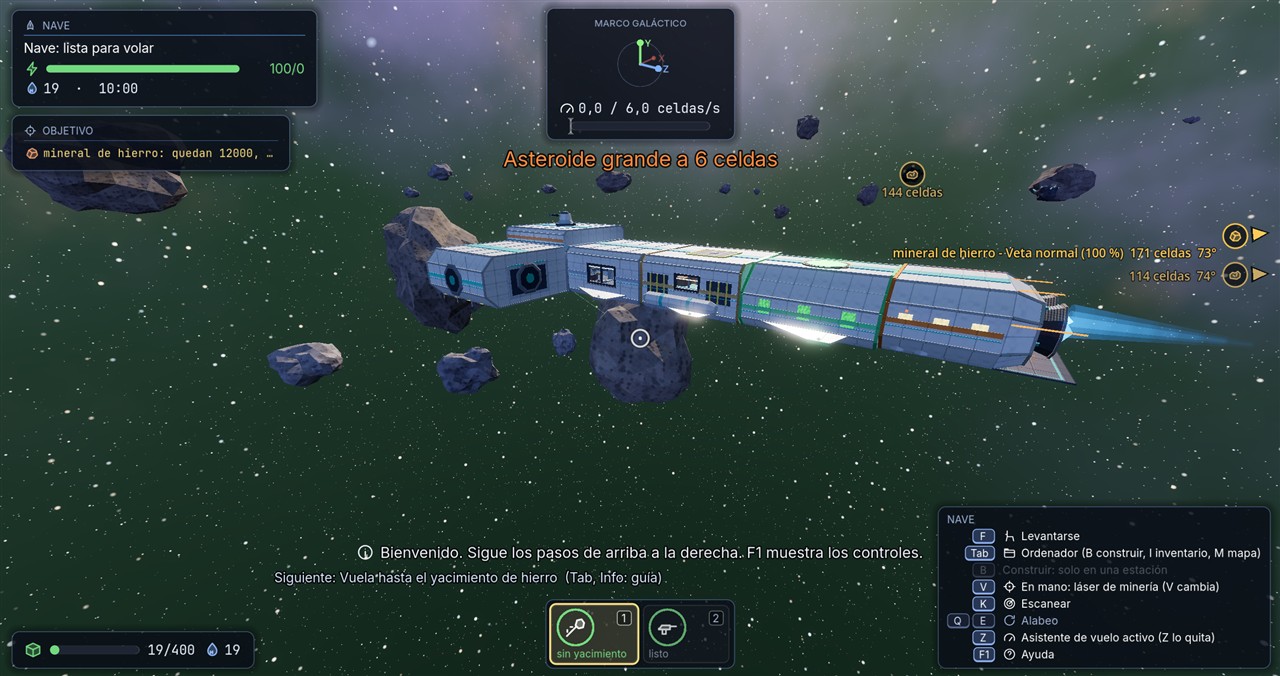 NAVE
Nave: lista para volar
100/0
19 · 10:00
OBJETIVO
mineral de hierro: quedan 12000, …
MARCO GALÁCTICO
Y
X
Z
0,0 / 6,0 celdas/s
Asteroide grande a 6 celdas
144 celdas
mineral de hierro - Veta normal (100 %) 171 celdas 73°
114 celdas 74°
Bienvenido. Sigue los pasos de arriba a la derecha. F1 muestra los controles.
Siguiente: Vuela hasta el yacimiento de hierro (Tab, Info: guía)
1
sin yacimiento
2
listo
19/400 19
NAVE
F Levantarse
Tab Ordenador (B construir, I inventario, M mapa)
B Construir: solo en una estación
V En mano: láser de minería (V cambia)
K Escanear
Q E Alabeo
Z Asistente de vuelo activo (Z lo quita)
F1 Ayuda